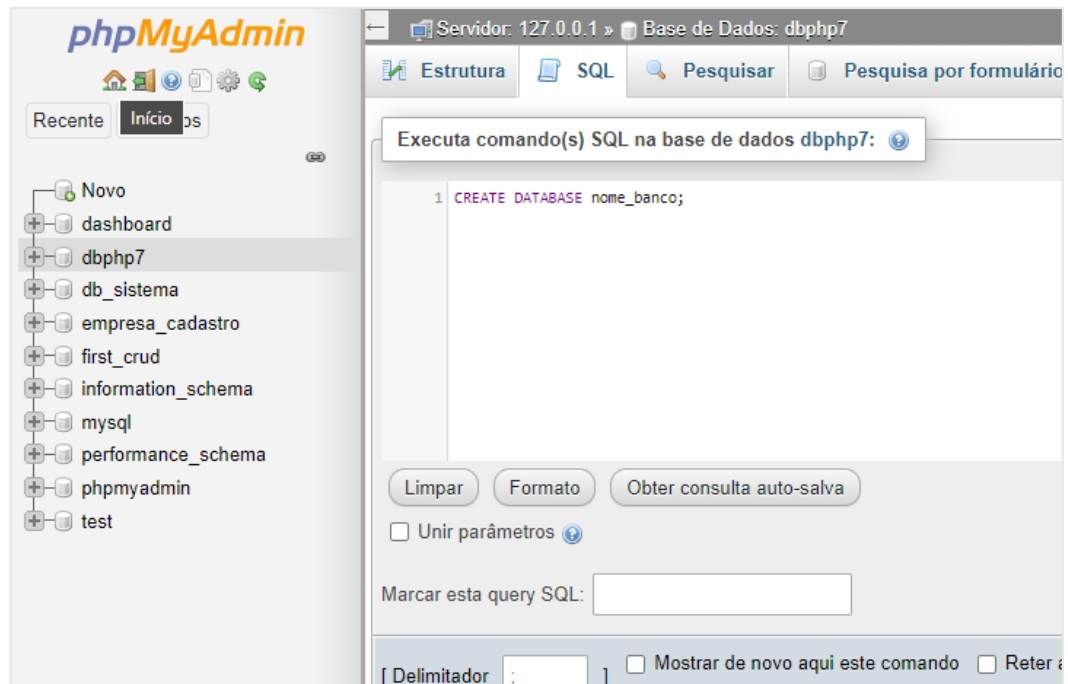 phpMyAdmin
Recente
Início
os
Novo
dashboard
dbphp7
db_sistema
empresa_cadastro
first_crud
information_schema
mysql
performance_schema
phpmyadmin
test
Servidor: 127.0.0.1 » Base de Dados: dbphp7
Estrutura SQL Pesquisar Pesquisa por formulário
Executa comando(s) SQL na base de dados dbphp7:
1 CREATE DATABASE nome_banco;
Limpar Formato Obter consulta auto-salva
Unir parâmetros
Marcar esta query SQL:
[ Delimitador ; ] Mostrar de novo aqui este comando Reter